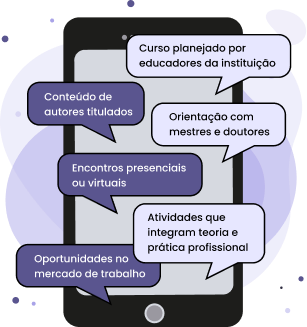 Curso planejado por
educadores da instituição
Conteúdo de
autores titulados
Orientação com
mestres e doutores
Encontros presenciais
ou virtuais
Atividades que
integram teoria e
prática profissional
Oportunidades no
mercado de trabalho